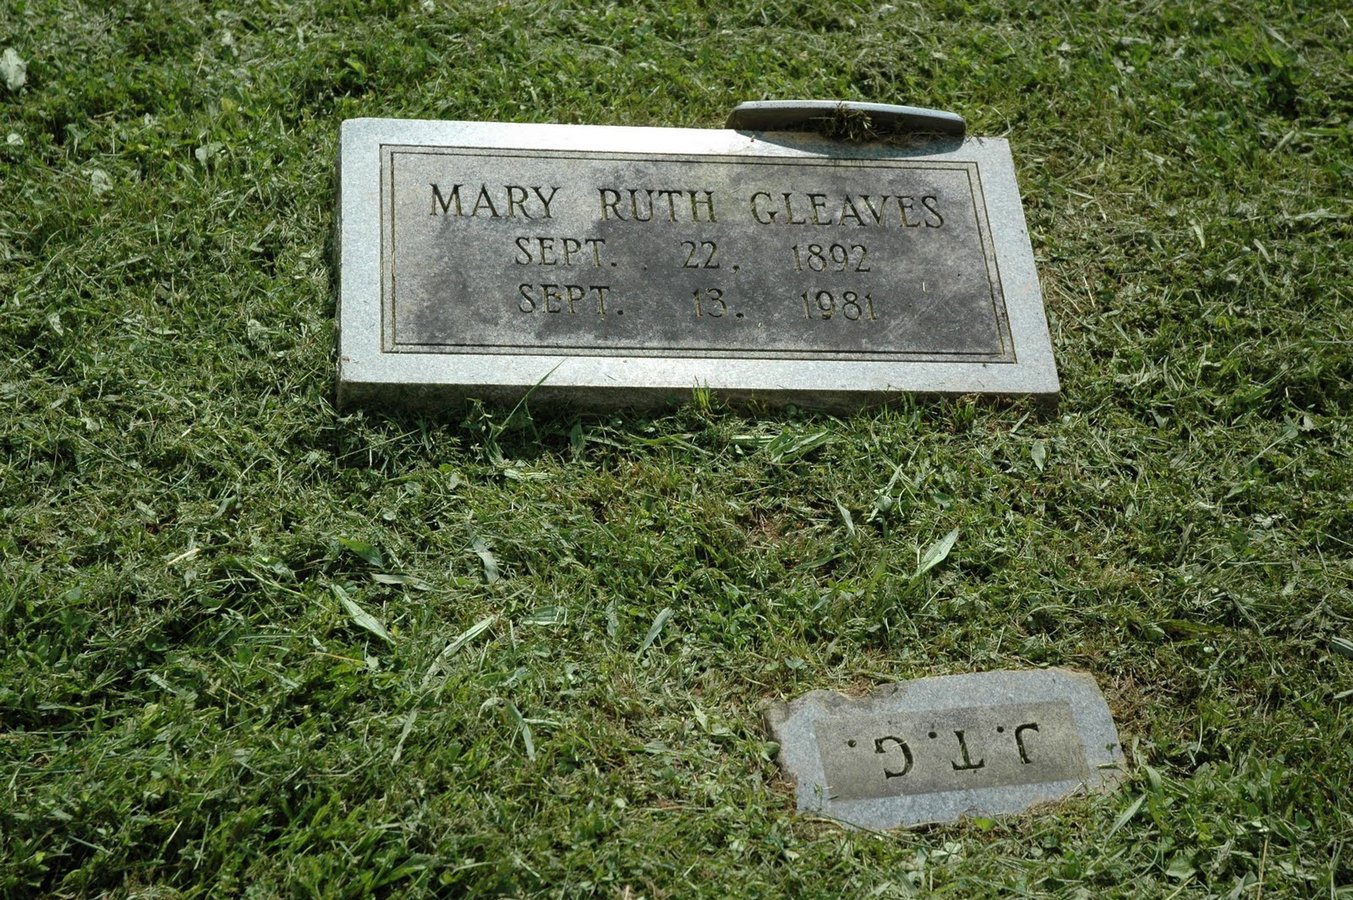 MARY RUTH GLEAVES
SEPT. 22, 1892
SEPT. 13, 1981
J.T.G.